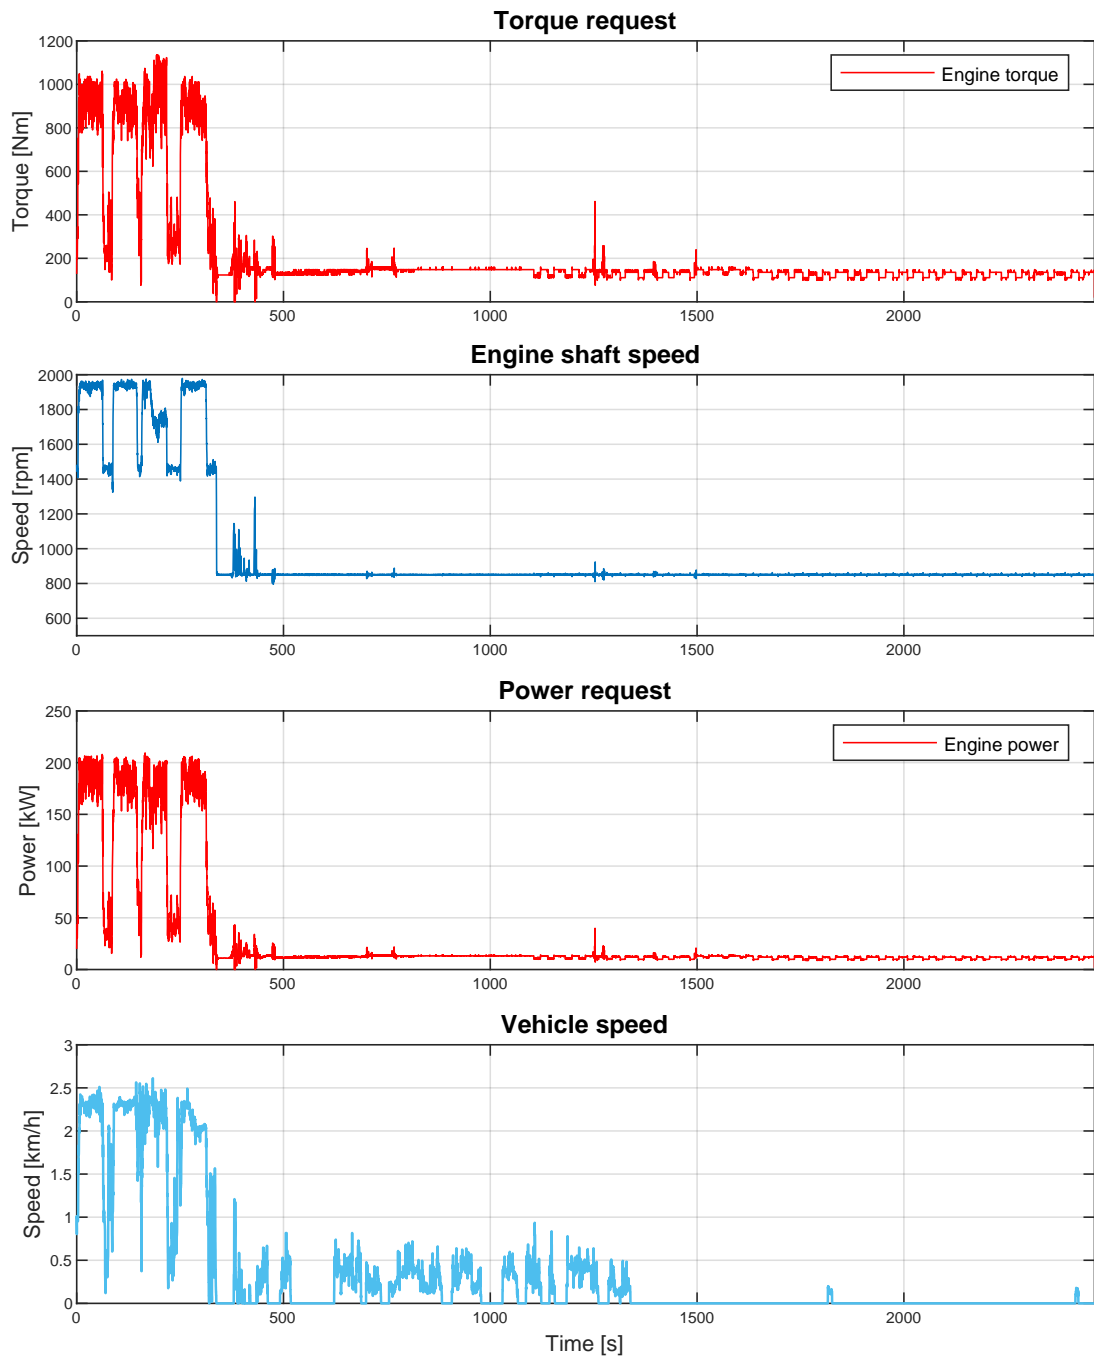 Torque request
1200
1000
800
600
400
200
0
Torque [Nm]
Engine torque
0 500 1000 1500 2000
Engine shaft speed
2000
1800
1600
1400
1200
1000
800
600
Speed [rpm]
0 500 1000 1500 2000
Power request
250
200
150
100
50
0
Power [kW]
Engine power
0 500 1000 1500 2000
Vehicle speed
3
2.5
2
1.5
1
0.5
0
Speed [km/h]
0 500 1000 1500 2000
Time [s]